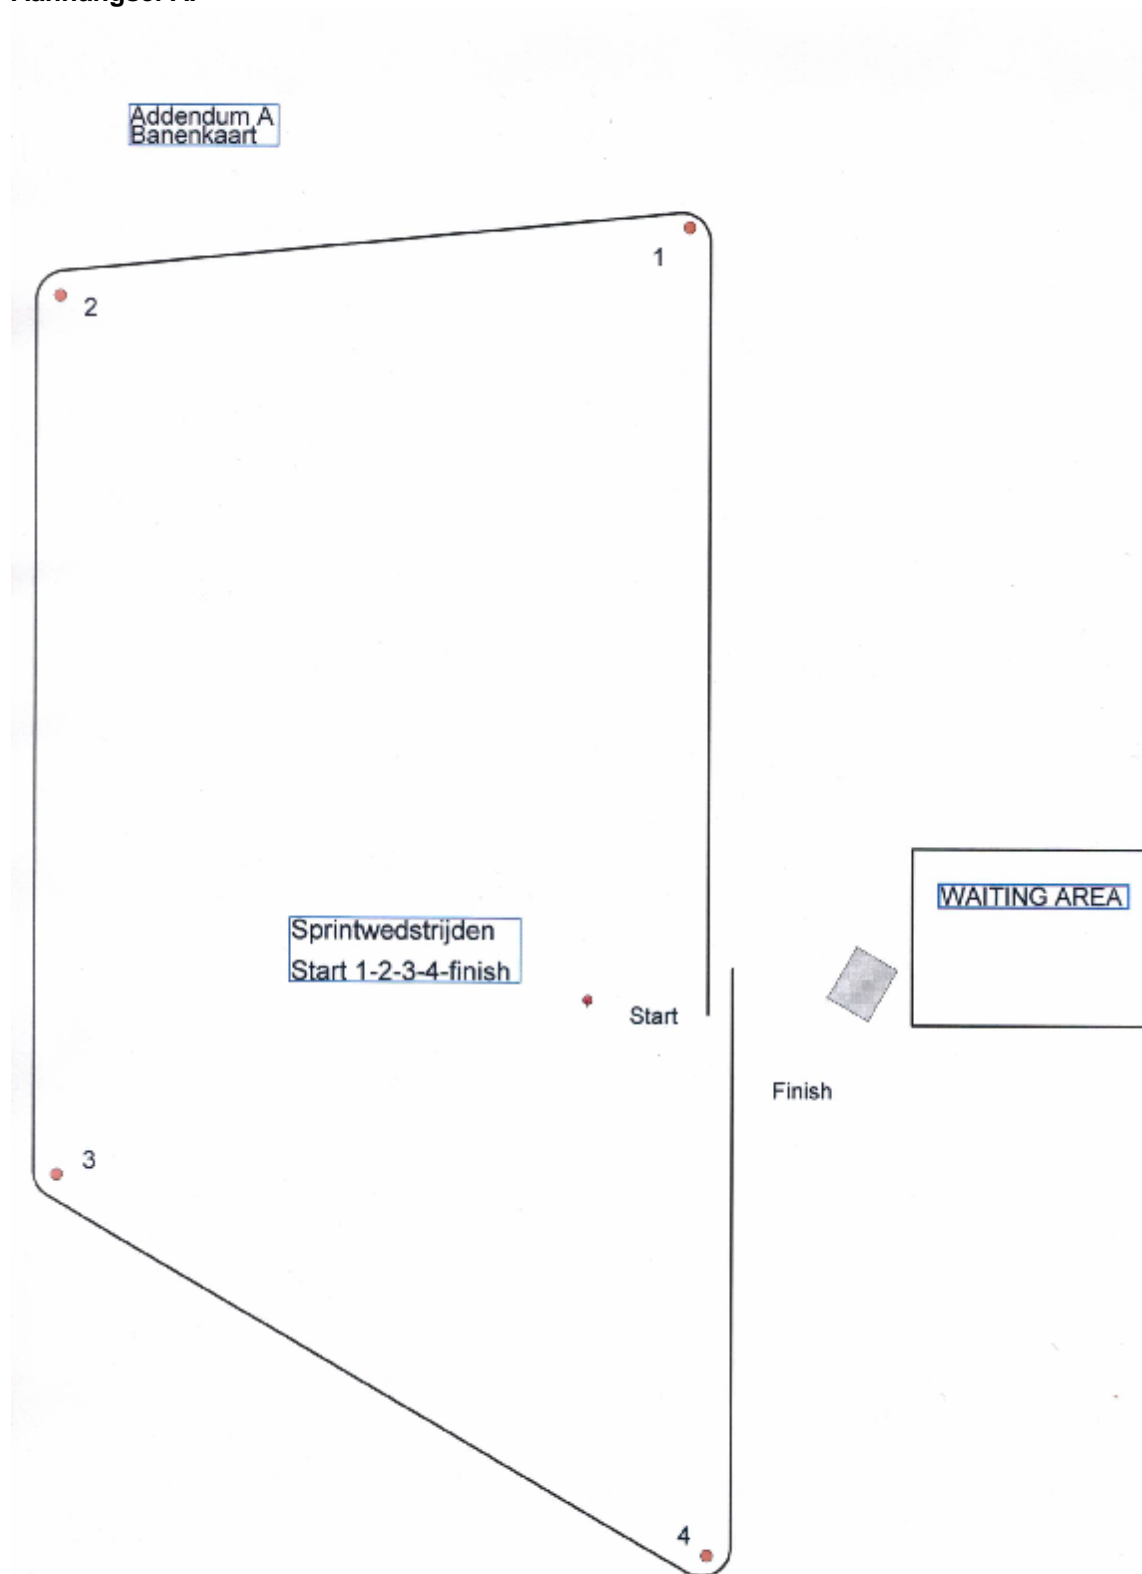 Addendum A
Banenkaart
1
2
WAITING AREA
Sprintwedstrijden
Start 1-2-3-4-finish
Start
Finish
3
4